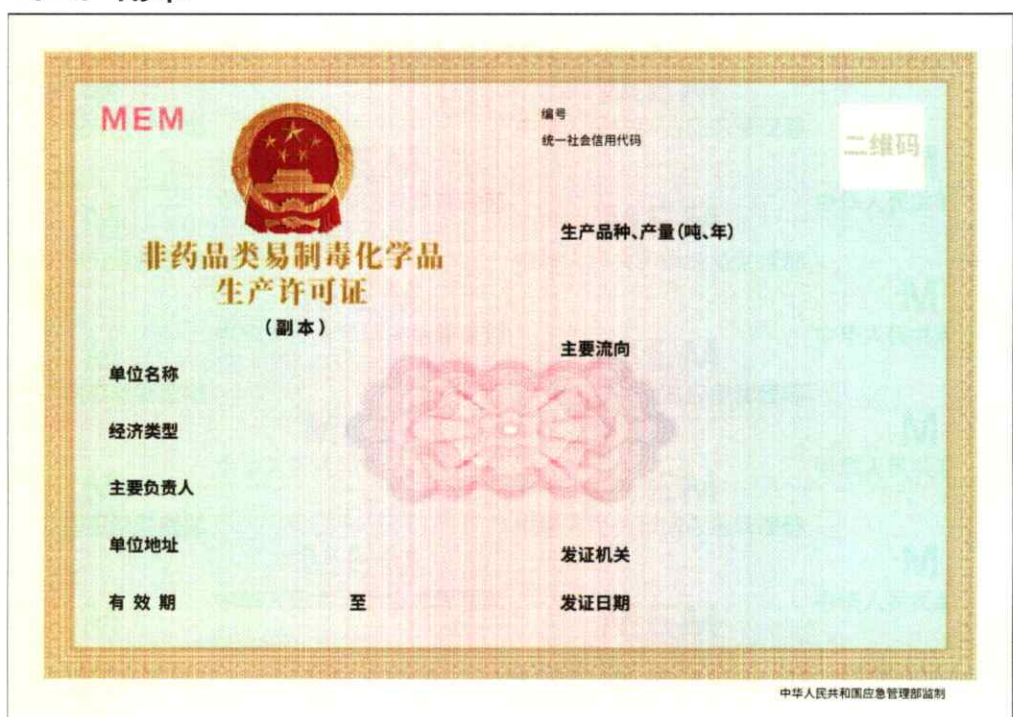 MEM
非药品类易制毒化学品
生产许可证
（副本）
单位名称
经济类型
主要负责人
单位地址
有效期 至
编号
统一社会信用代码
二维码
生产品种、产量（吨、年）
主要流向
发证机关
发证日期
中华人民共和国应急管理部监制